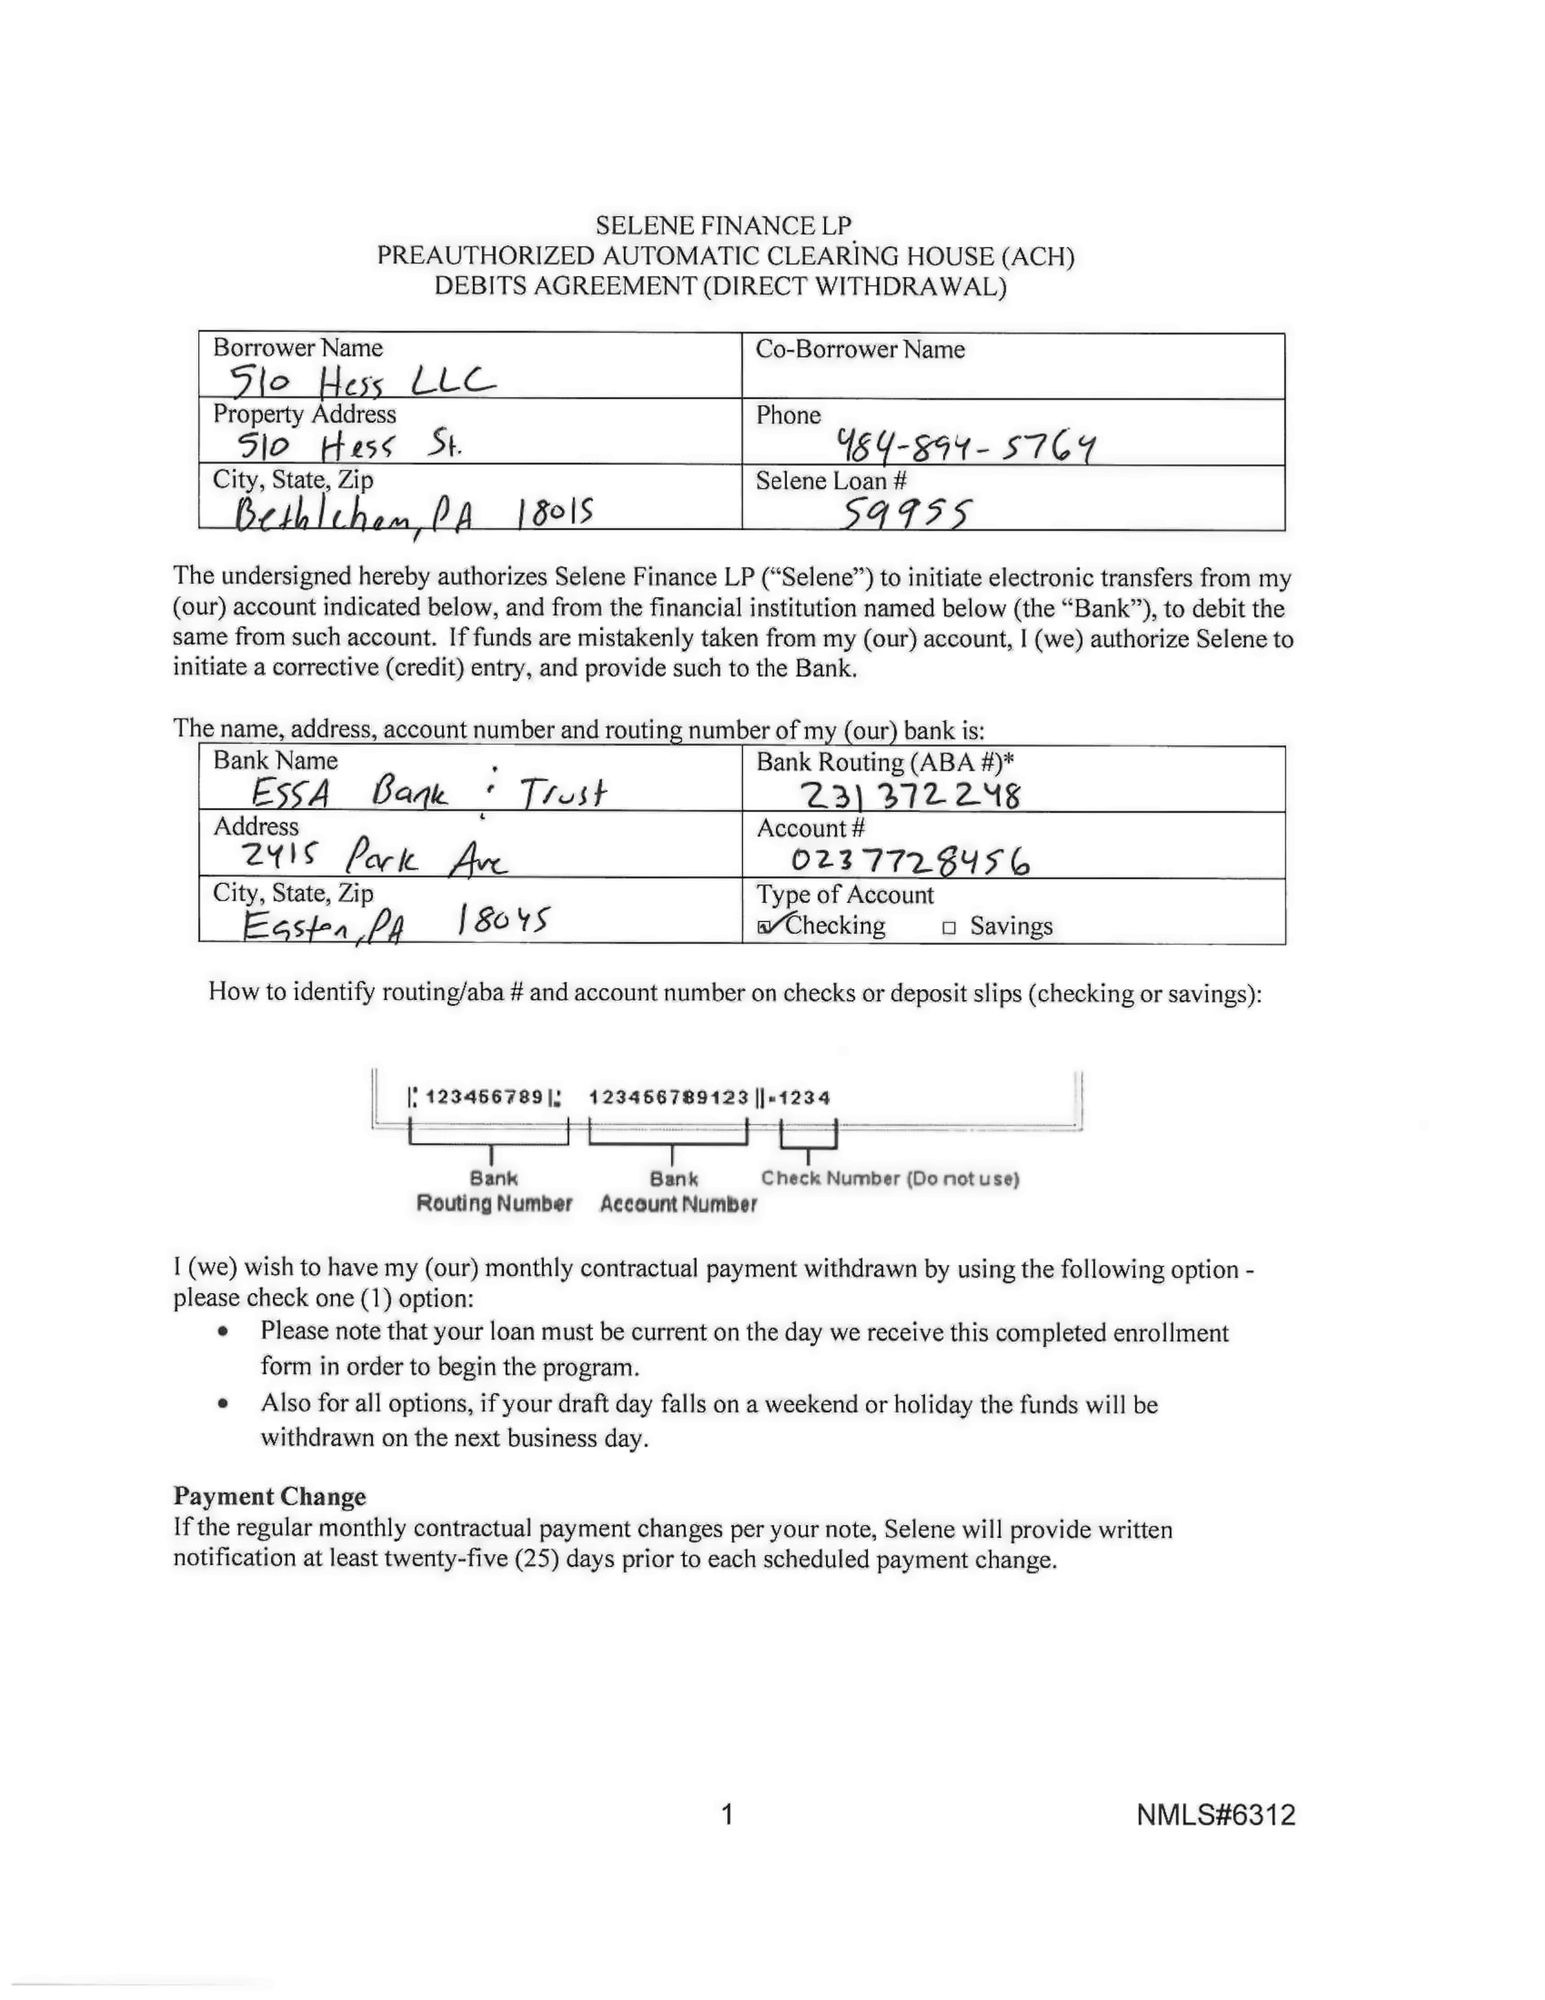 SELENE FINANCE LP
PREAUTHORIZED AUTOMATIC CLEARING HOUSE (ACH)
DEBITS AGREEMENT (DIRECT WITHDRAWAL)
Borrower Name
510 Hess LLC
Co-Borrower Name
Property Address
510 Hess St.
Phone
484-894-5764
City, State, Zip
Bethlehem, PA 18015
Selene Loan #
59955
The undersigned hereby authorizes Selene Finance LP (“Selene”) to initiate electronic transfers from my
(our) account indicated below, and from the financial institution named below (the “Bank”), to debit the
same from such account. If funds are mistakenly taken from my (our) account, I (we) authorize Selene to
initiate a corrective (credit) entry, and provide such to the Bank.
The name, address, account number and routing number of my (our) bank is:
Bank Name
ESSA Bank & Trust
Bank Routing (ABA #)*
231372248
Address
2415 Park Ave
Account #
0237728456
City, State, Zip
Easton, PA 18045
Type of Account
☑ Checking ☐ Savings
How to identify routing/aba # and account number on checks or deposit slips (checking or savings):
|: 123456789 |: 123456789123 ||-1234
Bank Routing Number
Bank Account Number
Check Number (Do not use)
I (we) wish to have my (our) monthly contractual payment withdrawn by using the following option -
please check one (1) option:
• Please note that your loan must be current on the day we receive this completed enrollment
form in order to begin the program.
• Also for all options, if your draft day falls on a weekend or holiday the funds will be
withdrawn on the next business day.
Payment Change
If the regular monthly contractual payment changes per your note, Selene will provide written
notification at least twenty-five (25) days prior to each scheduled payment change.
1
NMLS#6312